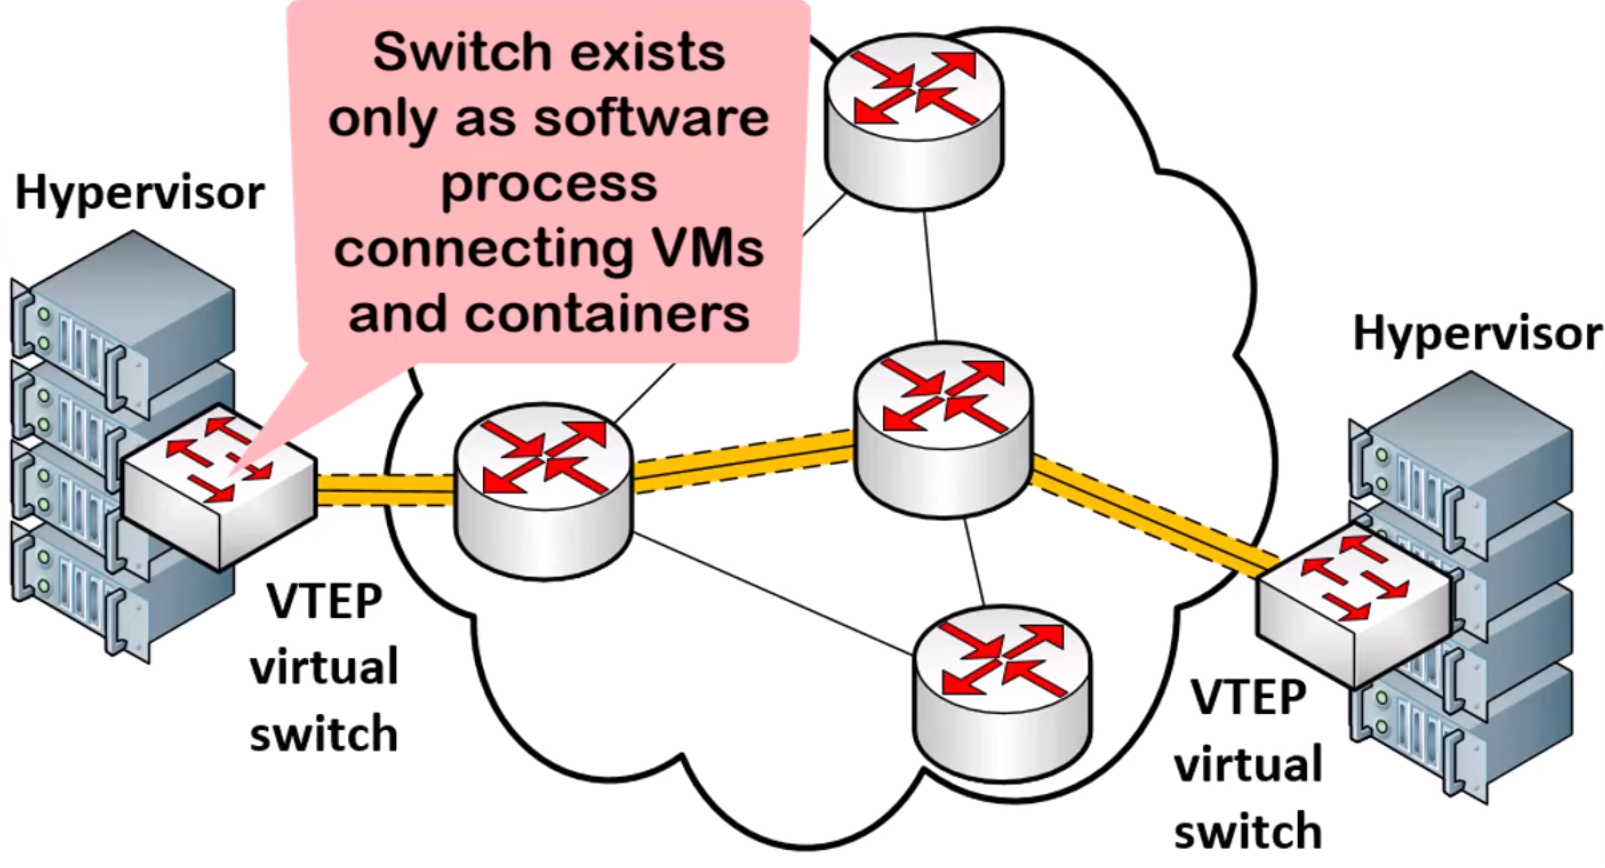 Switch exists
only as software
process
connecting VMs
and containers
Hypervisor
Hypervisor
VTEP
virtual
switch
VTEP
virtual
switch